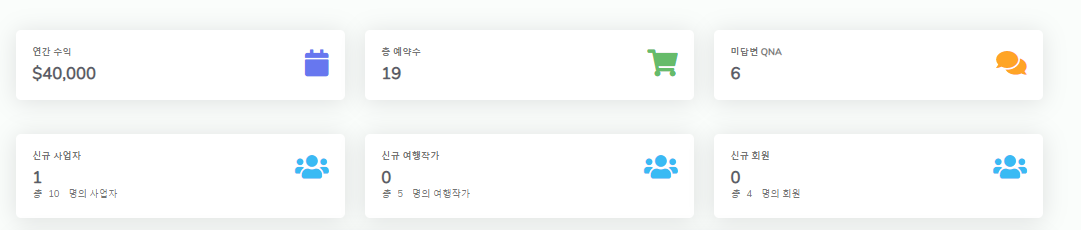 연간 수익
$40,000
총 예약수
19
미답변 QNA
6
신규 사업자
1
총 10 명의 사업자
신규 여행작가
0
총 5 명의 여행작가
신규 회원
0
총 4 명의 회원